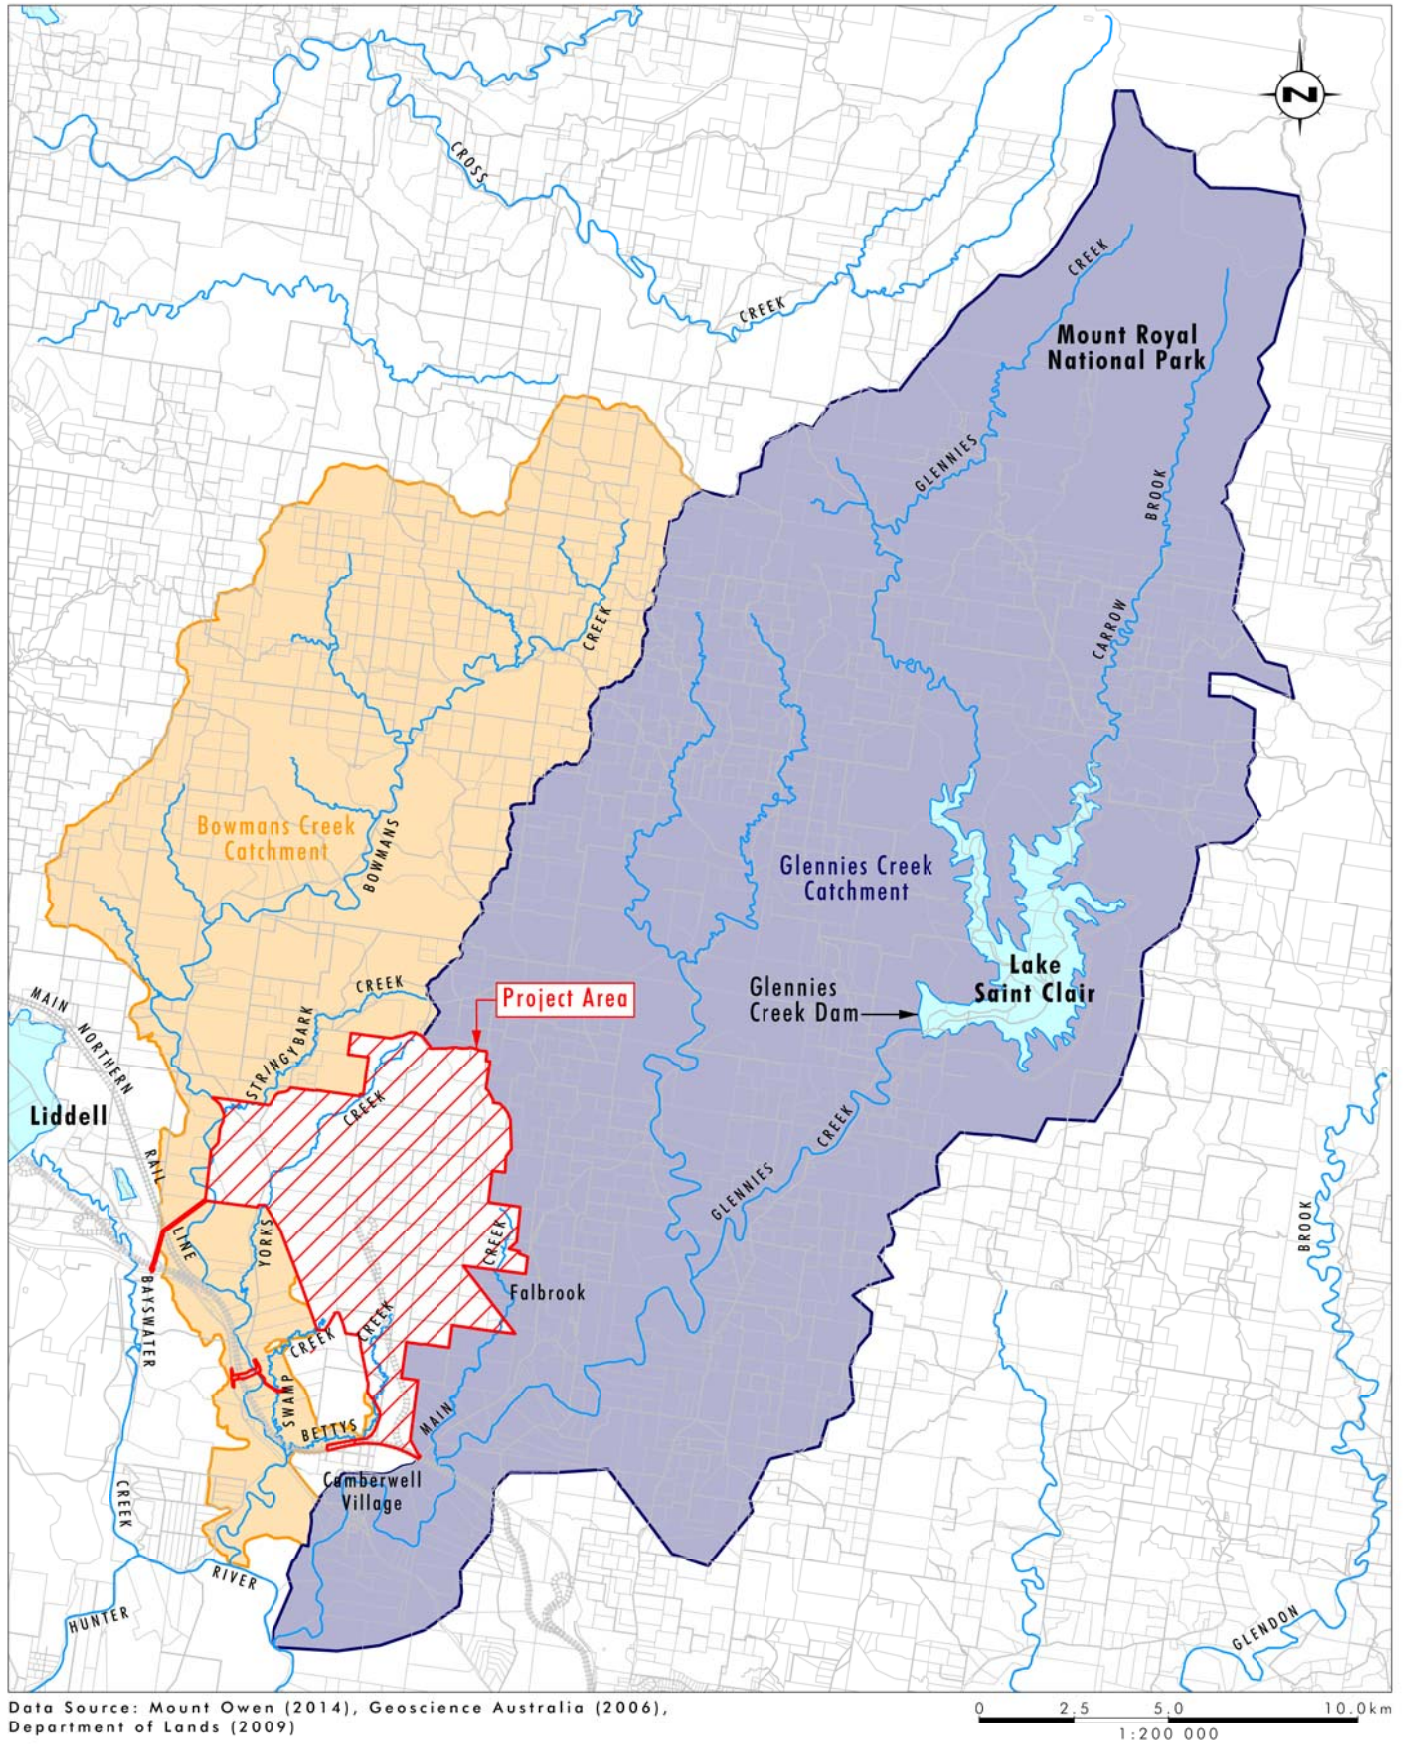 N
CROSS
CREEK
CREEK
Mount Royal
National Park
GLENNIES
BROOK
CARROW
CREEK
Bowmans Creek
Catchment
BOWMANS
Glennies Creek
Catchment
Lake
Saint Clair
Glennies
Creek Dam
CREEK
STRINGYBARK
Project Area
MAIN NORTHERN
RAIL
LINE
Liddell
CREEK
CREEK
GLENNIES
YORKS
CREEK
Falbrook
BROOK
BAYSWATER
CREEK
CREEK
CREEK
SWAMP
BETTYS
MAIN
Camberwell
Village
RIVER
HUNTER
GLENDON
Data Source: Mount Owen (2014), Geoscience Australia (2006),
Department of Lands (2009)
0 2.5 5.0 10.0km
1:200 000